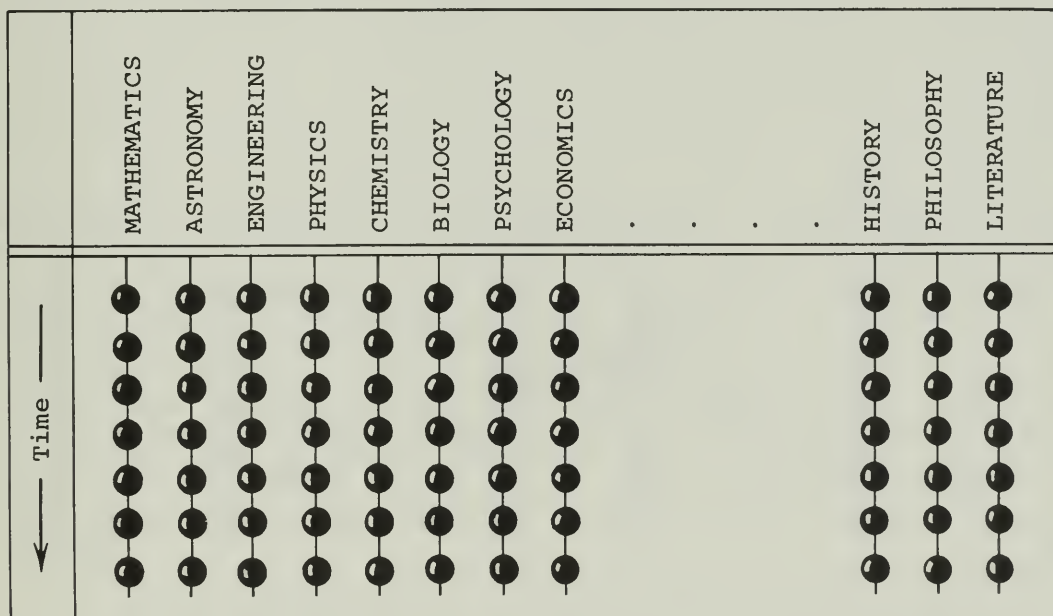 MATHEMATICS
ASTRONOMY
ENGINEERING
PHYSICS
CHEMISTRY
BIOLOGY
PSYCHOLOGY
ECONOMICS
. . . .
HISTORY
PHILOSOPHY
LITERATURE
Time